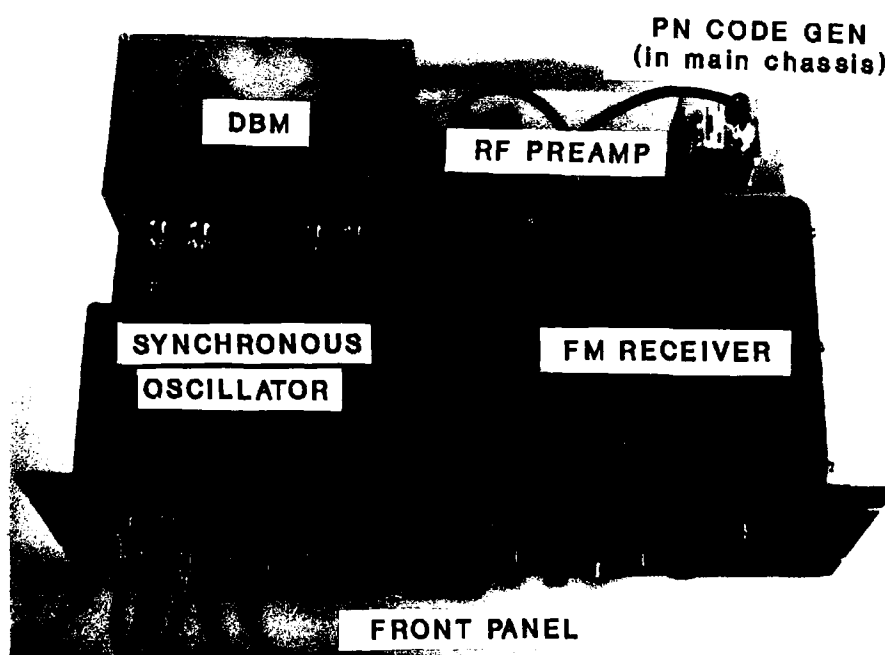 PN CODE GEN
(in main chassis)
DBM
RF PREAMP
SYNCHRONOUS
OSCILLATOR
FM RECEIVER
FRONT PANEL